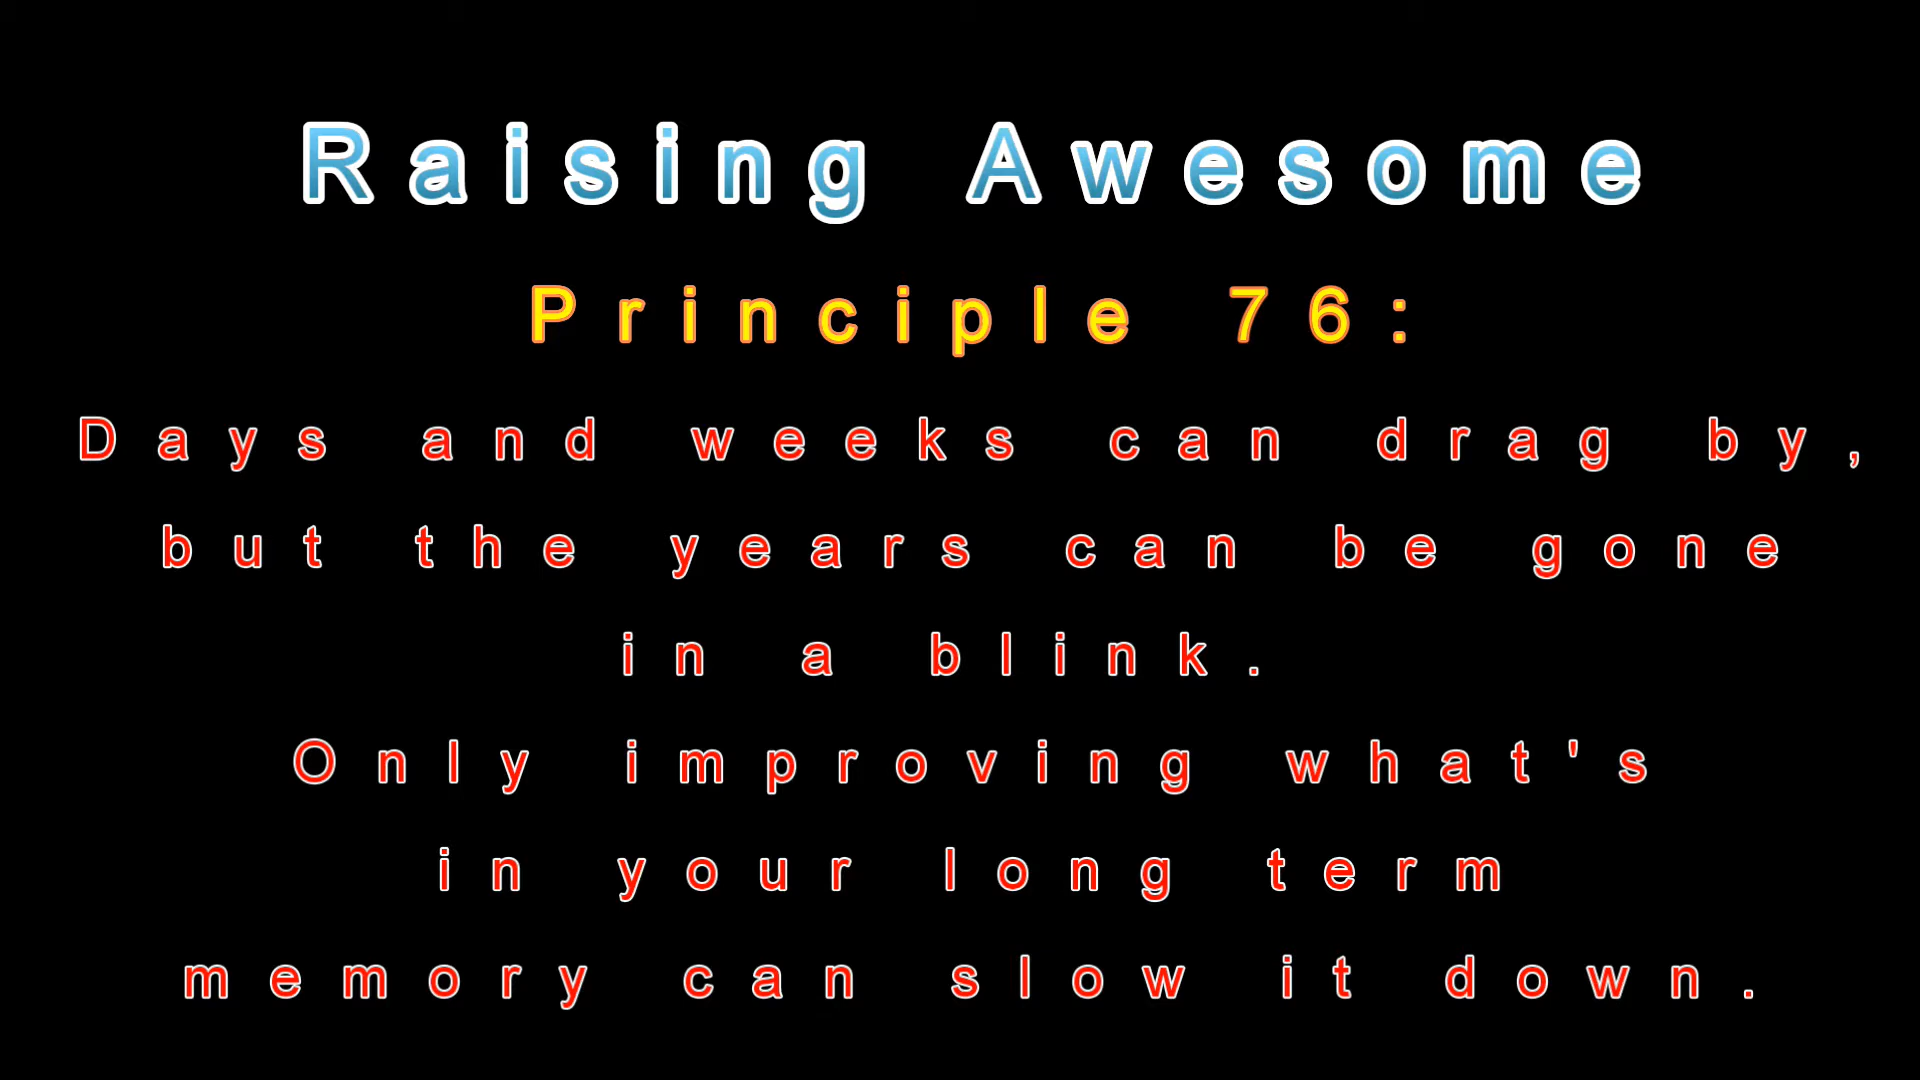 Raising Awesome
Principle 76:
Days and weeks can drag by,
but the years can be gone
in a blink.
Only improving what's
in your long term
memory can slow it down.